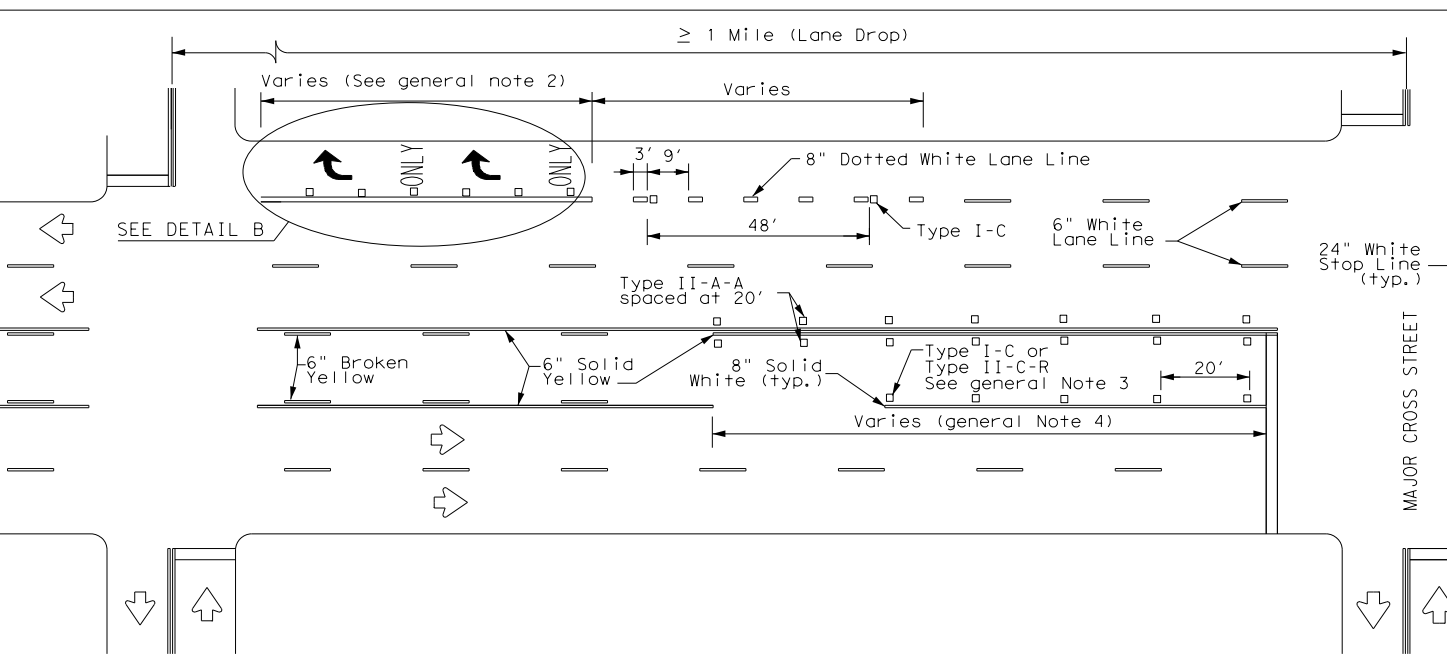 ≥ 1 Mile (Lane Drop)
Varies (See general note 2)
Varies
ONLY
ONLY
3'
9'
8" Dotted White Lane Line
SEE DETAIL B
48'
Type I-C
6" White
Lane Line
24" White
Stop Line
(typ.)
Type II-A-A
spaced at 20'
6" Broken
Yellow
6" Solid
Yellow
8" Solid
White (typ.)
Type I-C or
Type II-C-R
See general Note 3
20'
Varies (general Note 4)
MAJOR CROSS STREET